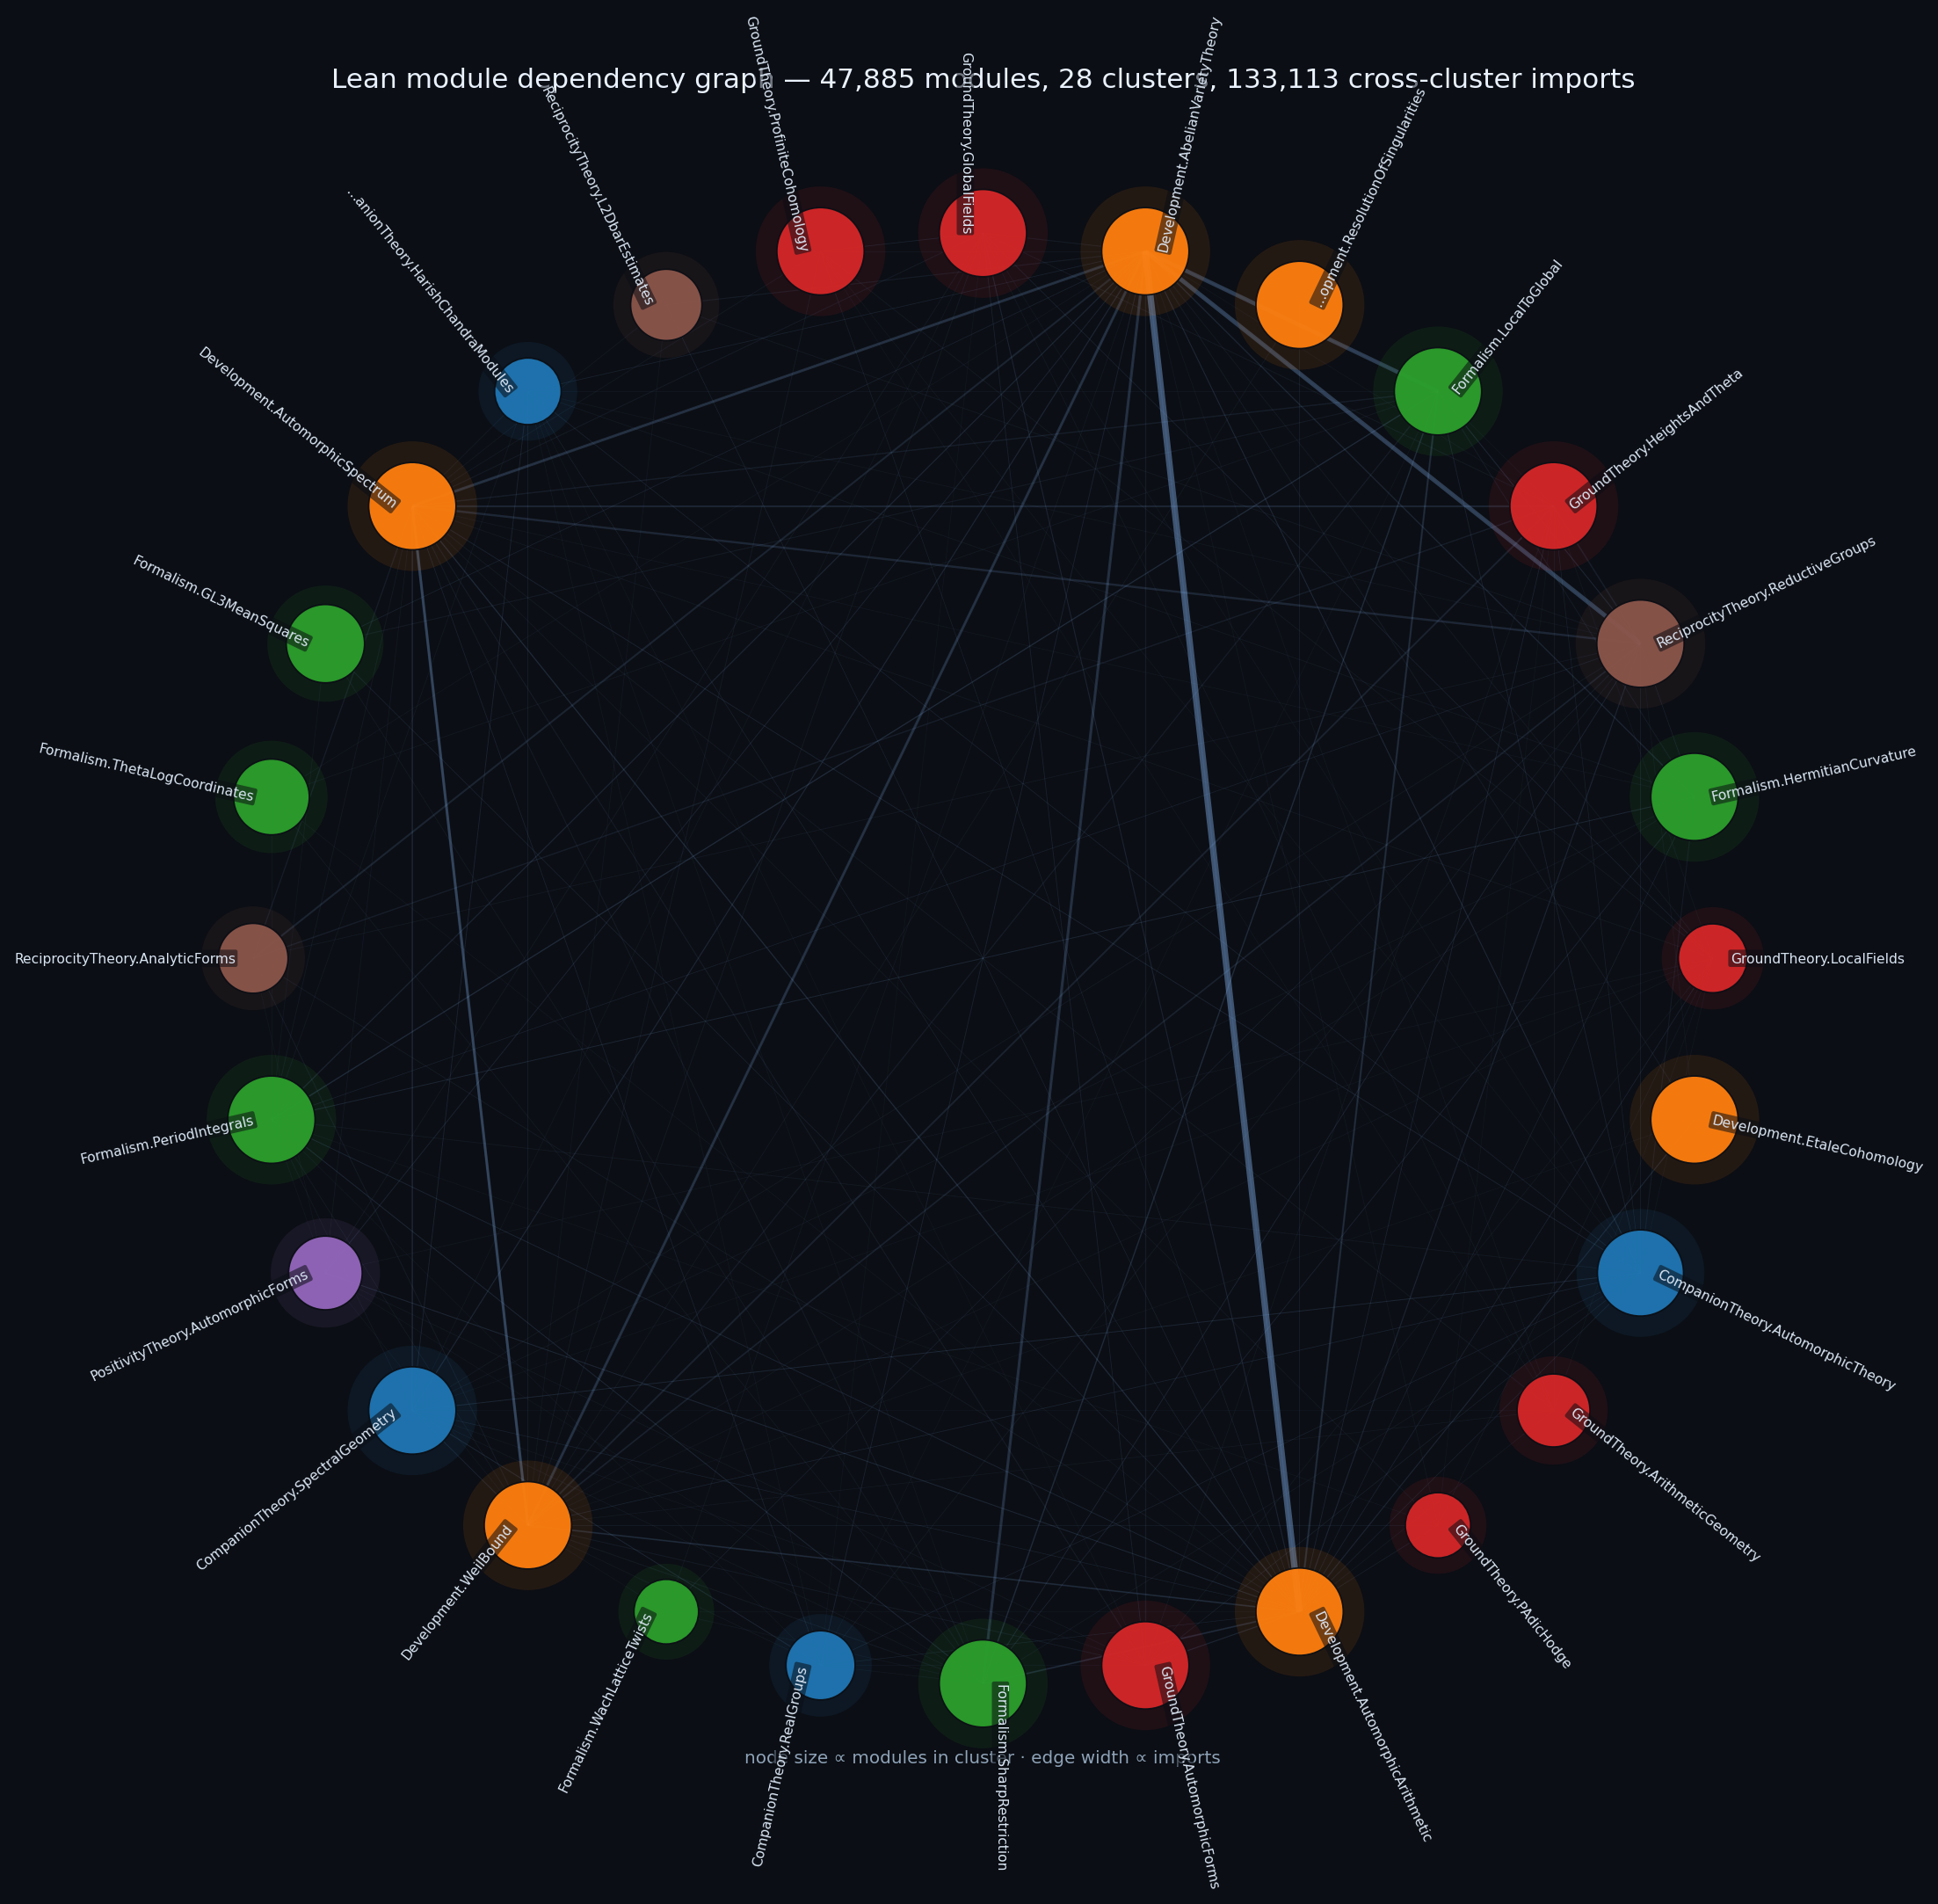 Lean module dependency graph — 47,885 modules, 28 clusters, 133,113 cross-cluster imports
GroundTheory.ProfiniteCohomology
GroundTheory.GlobalFields
Development.AbelianVarietyTheory
...opment.ResolutionOfSingularities
ReciprocityTheory.L2DbarEstimates
...anionTheory.HarishChandraModules
Formalism.LocalToGlobal
Development.AutomorphicSpectrum
GroundTheory.HeightsAndTheta
Formalism.GL3MeanSquares
ReciprocityTheory.ReductiveGroups
Formalism.ThetaLogCoordinates
Formalism.HermitianCurvature
ReciprocityTheory.AnalyticForms
GroundTheory.LocalFields
Formalism.PeriodIntegrals
Development.EtaleCohomology
PositivityTheory.AutomorphicForms
CompanionTheory.AutomorphicTheory
CompanionTheory.SpectralGeometry
GroundTheory.ArithmeticGeometry
Development.WeilBound
GroundTheory.PAdicHodge
Formalism.WachLatticeTwists
CompanionTheory.RealGroups
Formalism.SharpRestriction
GroundTheory.AutomorphicForms
Development.AutomorphicArithmetic
node size ∝ modules in cluster · edge width ∝ imports